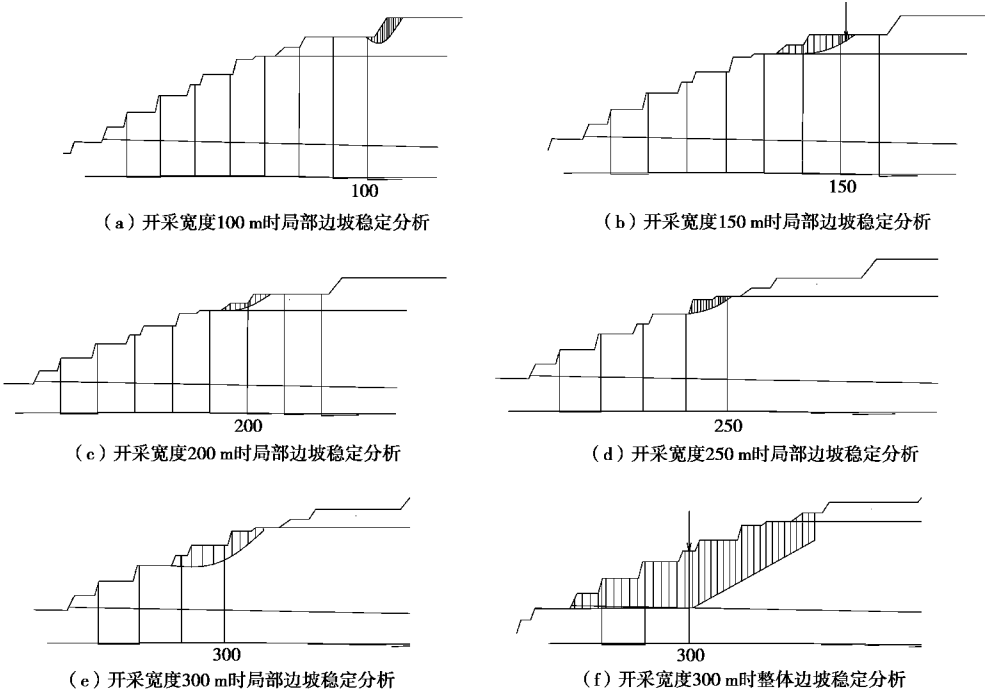 100
150
(a)开采宽度100 m时局部边坡稳定分析
(b)开采宽度150 m时局部边坡稳定分析
200
250
(c)开采宽度200 m时局部边坡稳定分析
(d)开采宽度250 m时局部边坡稳定分析
300
300
(e)开采宽度300 m时局部边坡稳定分析
(f)开采宽度300 m时整体边坡稳定分析